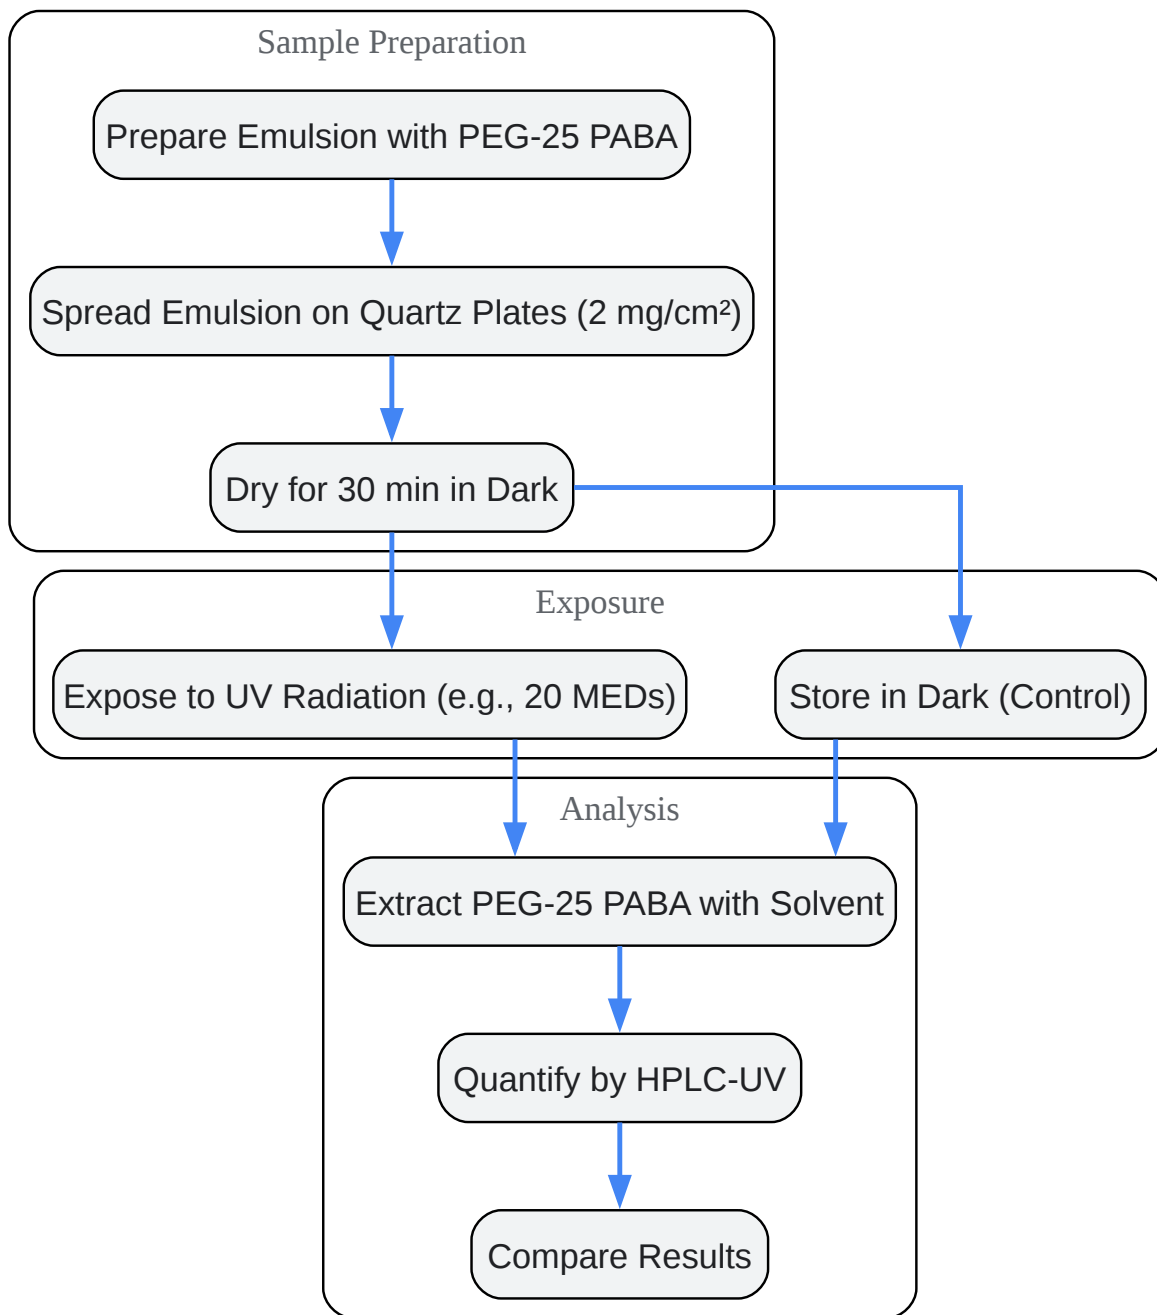 Sample Preparation
Prepare Emulsion with PEG-25 PABA
Spread Emulsion on Quartz Plates (2 mg/cm²)
Dry for 30 min in Dark
Exposure
Expose to UV Radiation (e.g., 20 MEDs)
Store in Dark (Control)
Analysis
Extract PEG-25 PABA with Solvent
Quantify by HPLC-UV
Compare Results